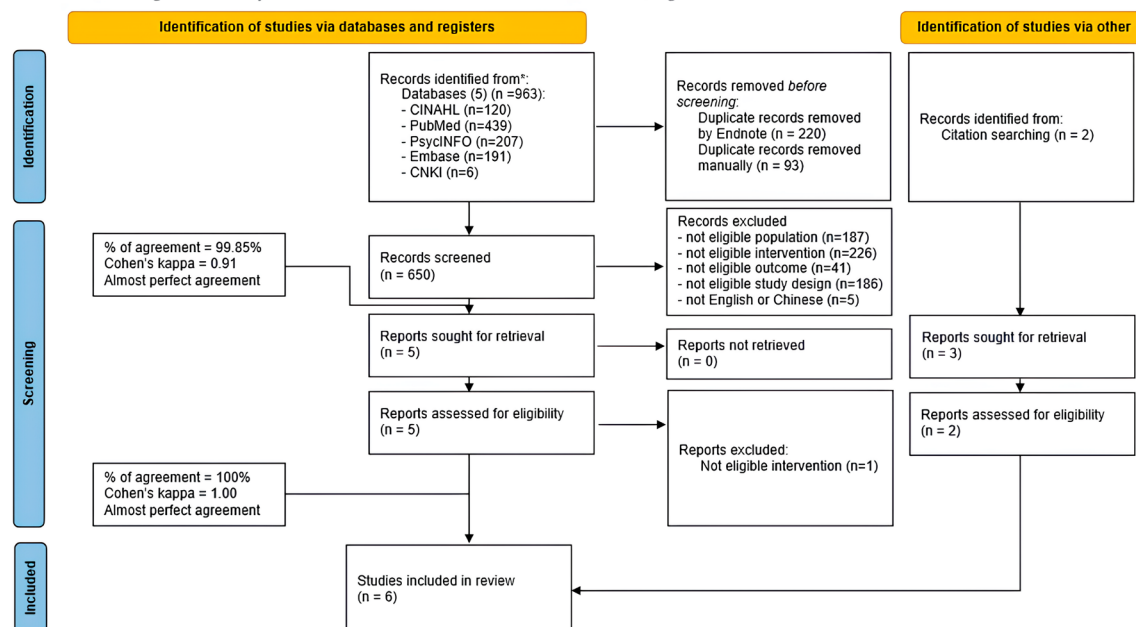 Identification of studies via databases and registers
Identification of studies via other
Identification
Records identified from*:
Databases (5) (n =963):
- CINAHL (n=120)
- PubMed (n=439)
- PsycINFO (n=207)
- Embase (n=191)
- CNKI (n=6)
Records removed before
screening:
Duplicate records removed
by Endnote (n = 220)
Duplicate records removed
manually (n = 93)
Records identified from:
Citation searching (n = 2)
Screening
% of agreement = 99.85%
Cohen's kappa = 0.91
Almost perfect agreement
Records screened
(n = 650)
Records excluded
- not eligible population (n=187)
- not eligible intervention (n=226)
- not eligible outcome (n=41)
- not eligible study design (n=186)
- not English or Chinese (n=5)
Reports sought for retrieval
(n = 5)
Reports not retrieved
(n = 0)
Reports sought for retrieval
(n = 3)
Reports assessed for eligibility
(n = 5)
Reports excluded:
Not eligible intervention (n=1)
Reports assessed for eligibility
(n = 2)
% of agreement = 100%
Cohen's kappa = 1.00
Almost perfect agreement
Included
Studies included in review
(n = 6)